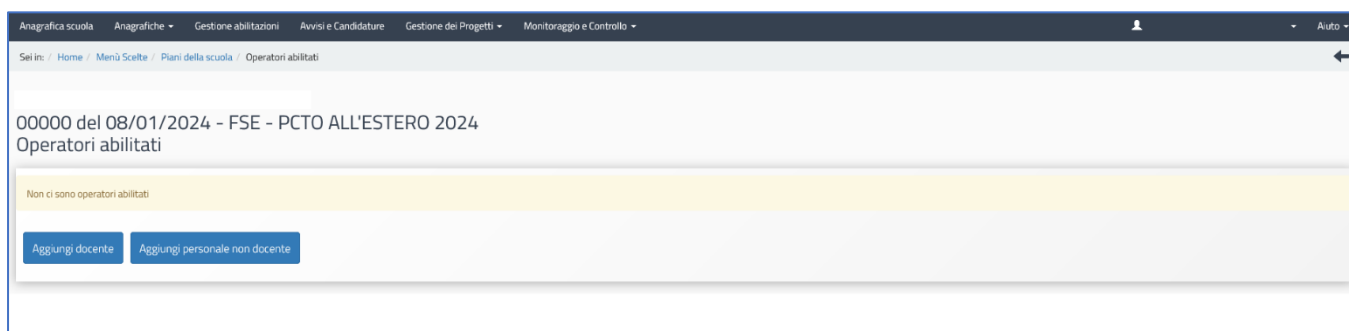 Anagrafica scuola Anagrafiche Gestione abilitazioni Avvisi e Candidature Gestione dei Progetti Monitoraggio e Controllo Aiuto
Sei in: / Home / Menù Scelte / Piani della scuola / Operatori abilitati
00000 del 08/01/2024 - FSE - PCTO ALL'ESTERO 2024
Operatori abilitati
Non ci sono operatori abilitati
Aggiungi docente Aggiungi personale non docente